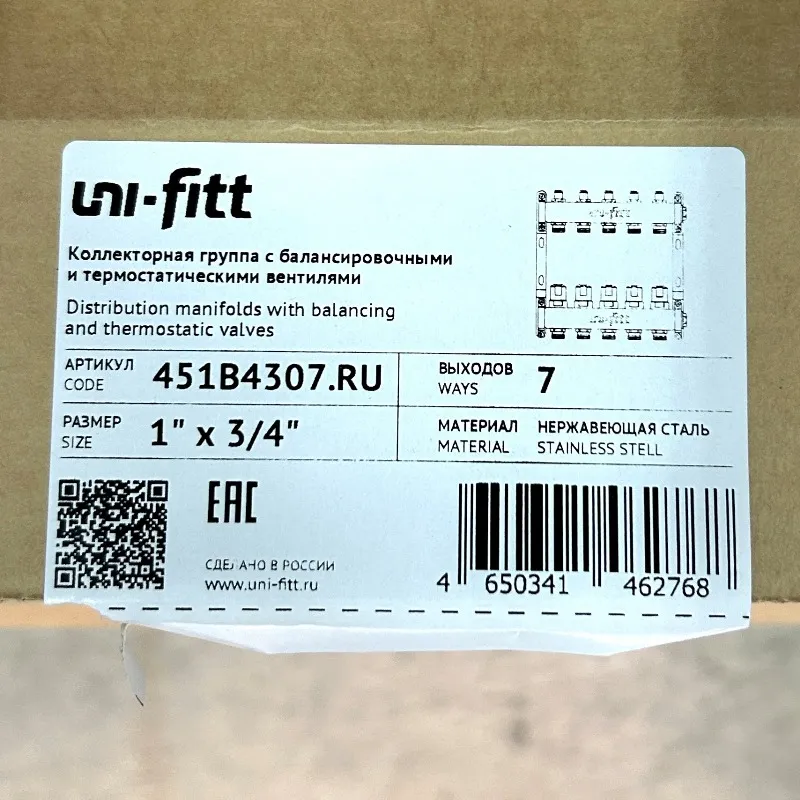 uni-fitt
Коллекторная группа с балансировочными
и термостатическими вентилями
Distribution manifolds with balancing
and thermostatic valves
АРТИКУЛ
CODE
451B4307.RU
ВЫХОДОВ
WAYS
7
РАЗМЕР
SIZE
1" x 3/4"
МАТЕРИАЛ
MATERIAL
НЕРЖАВЕЮЩАЯ СТАЛЬ
STAINLESS STELL
EAC
СДЕЛАНО В РОССИИ
www.uni-fitt.ru
4 650341 462768